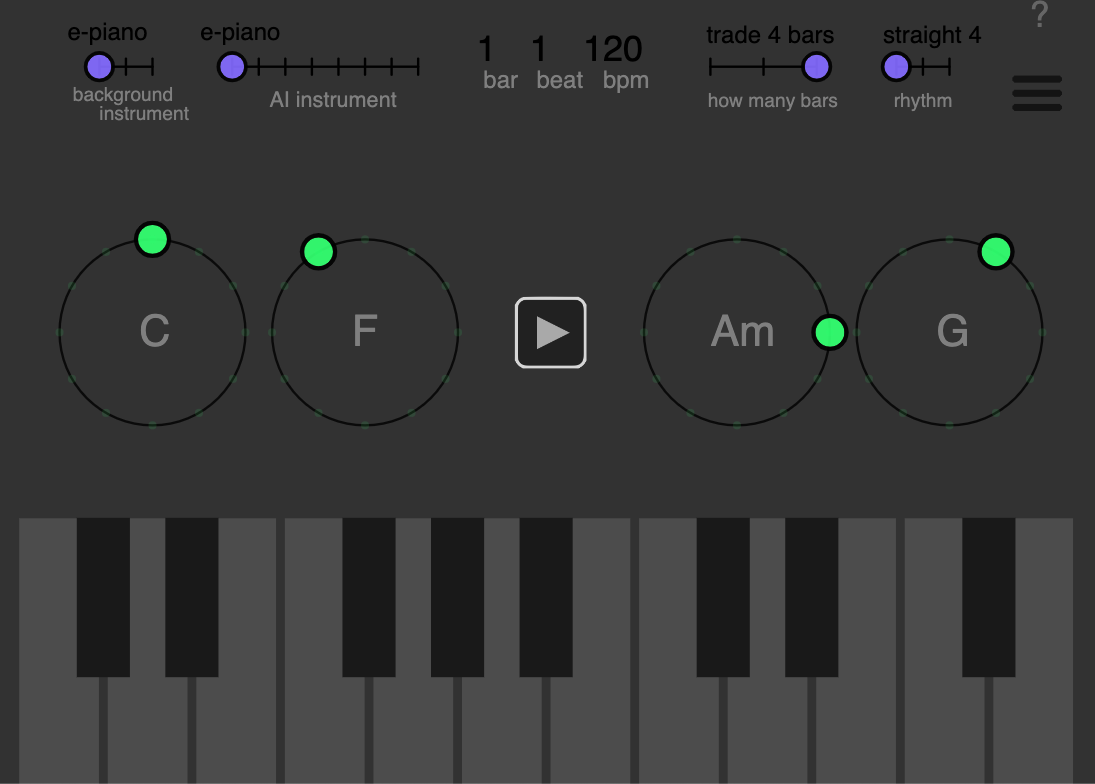 ?
e-piano
e-piano
1 1 120
trade 4 bars
straight 4
background
instrument
AI instrument
bar beat bpm
how many bars
rhythm
C
F
Am
G